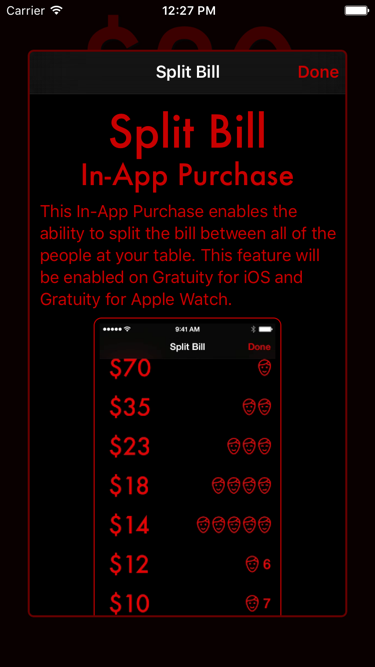 Carrier 12:27 PM
Split Bill Done
Split Bill
In-App Purchase
This In-App Purchase enables the
ability to split the bill between all of the
people at your table. This feature will
be enabled on Gratuity for iOS and
Gratuity for Apple Watch.
9:41 AM
Split Bill Done
$70
$35
$23
$18
$14
$12 6
$10 7